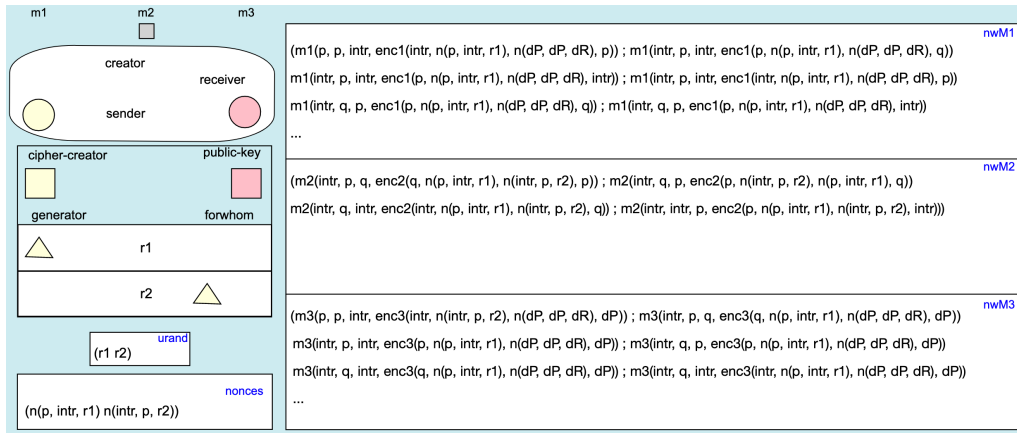 m1 m2 m3
creator
receiver
sender
cipher-creator public-key
generator forwhom
r1
r2
urand
(r1 r2)
nonces
(n(p, intr, r1) n(intr, p, r2))
nwM1
(m1(p, p, intr, enc1(intr, n(p, intr, r1), n(dP, dP, dR), p)) ; m1(intr, p, intr, enc1(p, n(p, intr, r1), n(dP, dP, dR), q))
m1(intr, p, intr, enc1(p, n(p, intr, r1), n(dP, dP, dR), intr)) ; m1(intr, p, intr, enc1(intr, n(p, intr, r1), n(dP, dP, dR), p))
m1(intr, q, p, enc1(p, n(p, intr, r1), n(dP, dP, dR), q)) ; m1(intr, q, p, enc1(p, n(p, intr, r1), n(dP, dP, dR), intr))
...
nwM2
(m2(intr, p, q, enc2(q, n(p, intr, r1), n(intr, p, r2), p)) ; m2(intr, q, p, enc2(p, n(intr, p, r2), n(p, intr, r1), q))
m2(intr, q, intr, enc2(intr, n(p, intr, r1), n(intr, p, r2), q)) ; m2(intr, intr, p, enc2(p, n(p, intr, r1), n(intr, p, r2), intr)))
nwM3
(m3(p, p, intr, enc3(intr, n(intr, p, r2), n(dP, dP, dR), dP)) ; m3(intr, p, q, enc3(q, n(p, intr, r1), n(dP, dP, dR), dP))
m3(intr, p, intr, enc3(p, n(p, intr, r1), n(dP, dP, dR), dP)) ; m3(intr, q, p, enc3(p, n(p, intr, r1), n(dP, dP, dR), dP))
m3(intr, q, intr, enc3(q, n(p, intr, r1), n(dP, dP, dR), dP)) ; m3(intr, q, intr, enc3(intr, n(p, intr, r1), n(dP, dP, dR), dP))
...